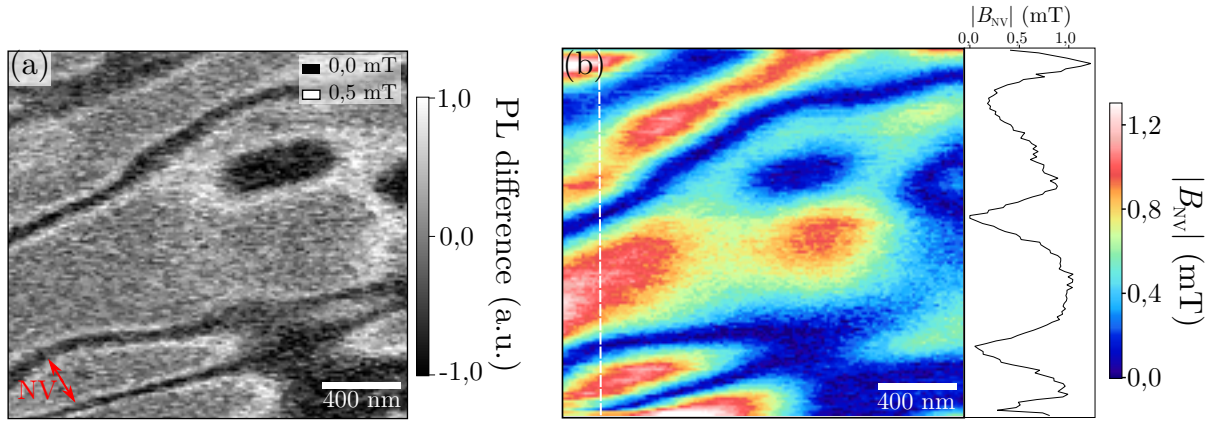 (a)
0,0 mT
0,5 mT
NV
400 nm
1,0
0,0
-1,0
PL difference (a.u.)
(b)
400 nm
|B_NV| (mT)
0.0 0.5 1.0
1,2
0,8
0,4
0,0
|B_NV| (mT)